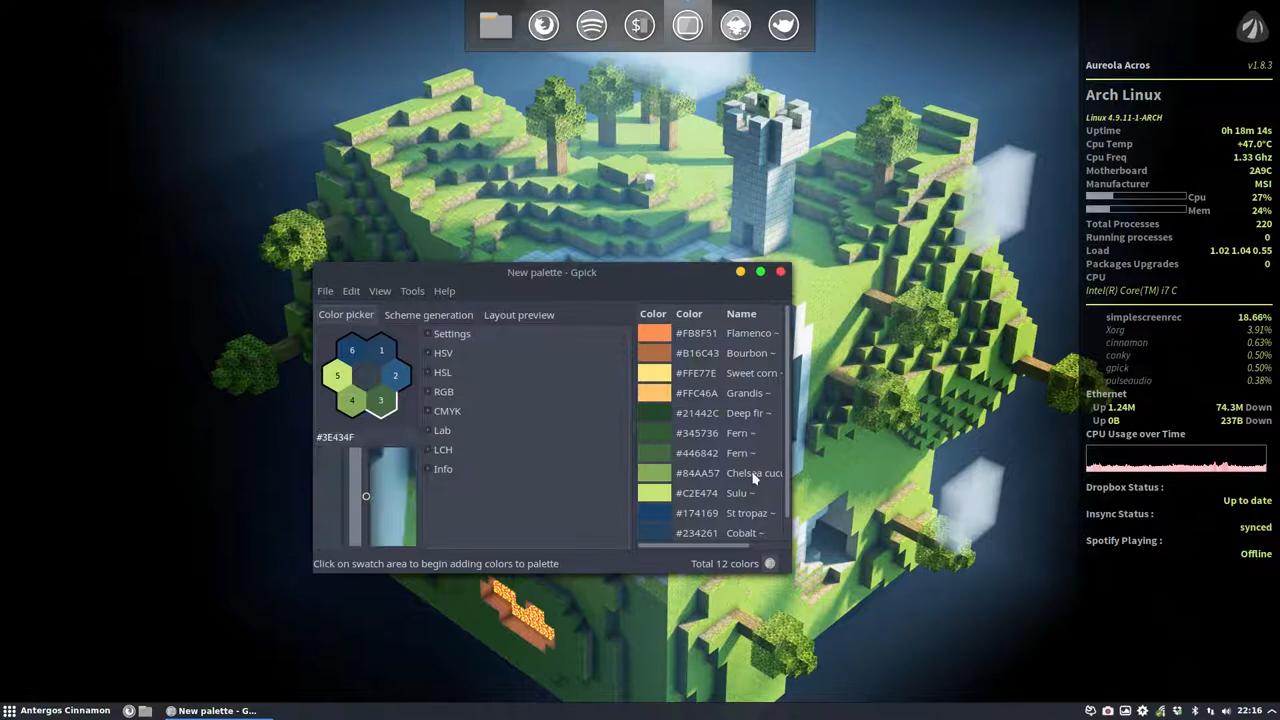 Aureola Acros v1.8.3
Arch Linux
Linux 4.9.11-1-ARCH
Uptime 0h 18m 14s
Cpu Temp +47.0°C
Cpu Freq 1.33 Ghz
Motherboard 2A9C
Manufacturer MSI
Cpu 27%
Mem 24%
Total Processes 220
Running processes 0
Load 1.02 1.04 0.55
Packages Upgrades 0
CPU
Intel(R) Core(TM) i7 C
simplescreenrec 18.66%
Xorg 3.91%
cinnamon 0.63%
conky 0.50%
gpick 0.50%
pulseaudio 0.38%
Ethernet
Up 1.24M 74.3M Down
Up 0B 237B Down
CPU Usage over Time
Dropbox Status :
Up to date
Insync Status :
synced
Spotify Playing :
Offline
New palette - Gpick
File Edit View Tools Help
Color picker Scheme generation Layout preview
6 1
5 2
4 3
#3E434F
Settings
HSV
HSL
RGB
CMYK
Lab
LCH
Info
Color Color Name
#FB8F51 Flamenco ~
#B16C43 Bourbon ~
#FFE77E Sweet corn ~
#FFC46A Grandis ~
#21442C Deep fir ~
#345736 Fern ~
#446842 Fern ~
#84AA57 Chelsea cucu
#C2E474 Sulu ~
#174169 St tropaz ~
#234261 Cobalt ~
Click on swatch area to begin adding colors to palette Total 12 colors
Antergos Cinnamon New palette - G... 22:16